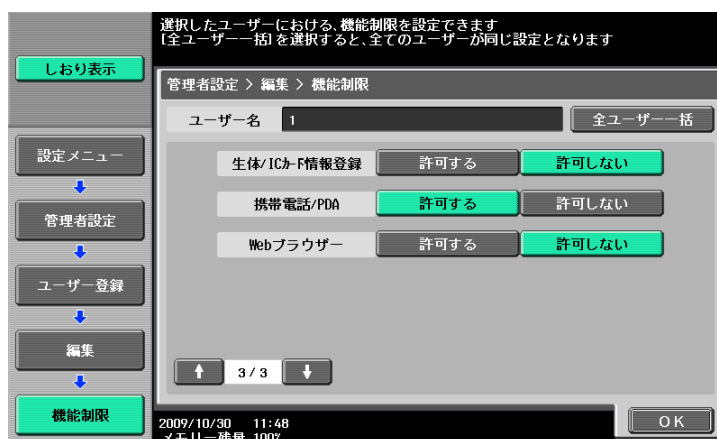 選択したユーザーにおける、機能制限を設定できます
[全ユーザー一括]を選択すると、全てのユーザーが同じ設定となります
しおり表示
管理者設定 > 編集 > 機能制限
ユーザー名 1 全ユーザー一括
設定メニュー
管理者設定
ユーザー登録
編集
機能制限
生体/ICカード情報登録 許可する 許可しない
携帯電話/PDA 許可する 許可しない
Webブラウザー 許可する 許可しない
3/3
2009/10/30 11:48
メモリー残量 100%
OK